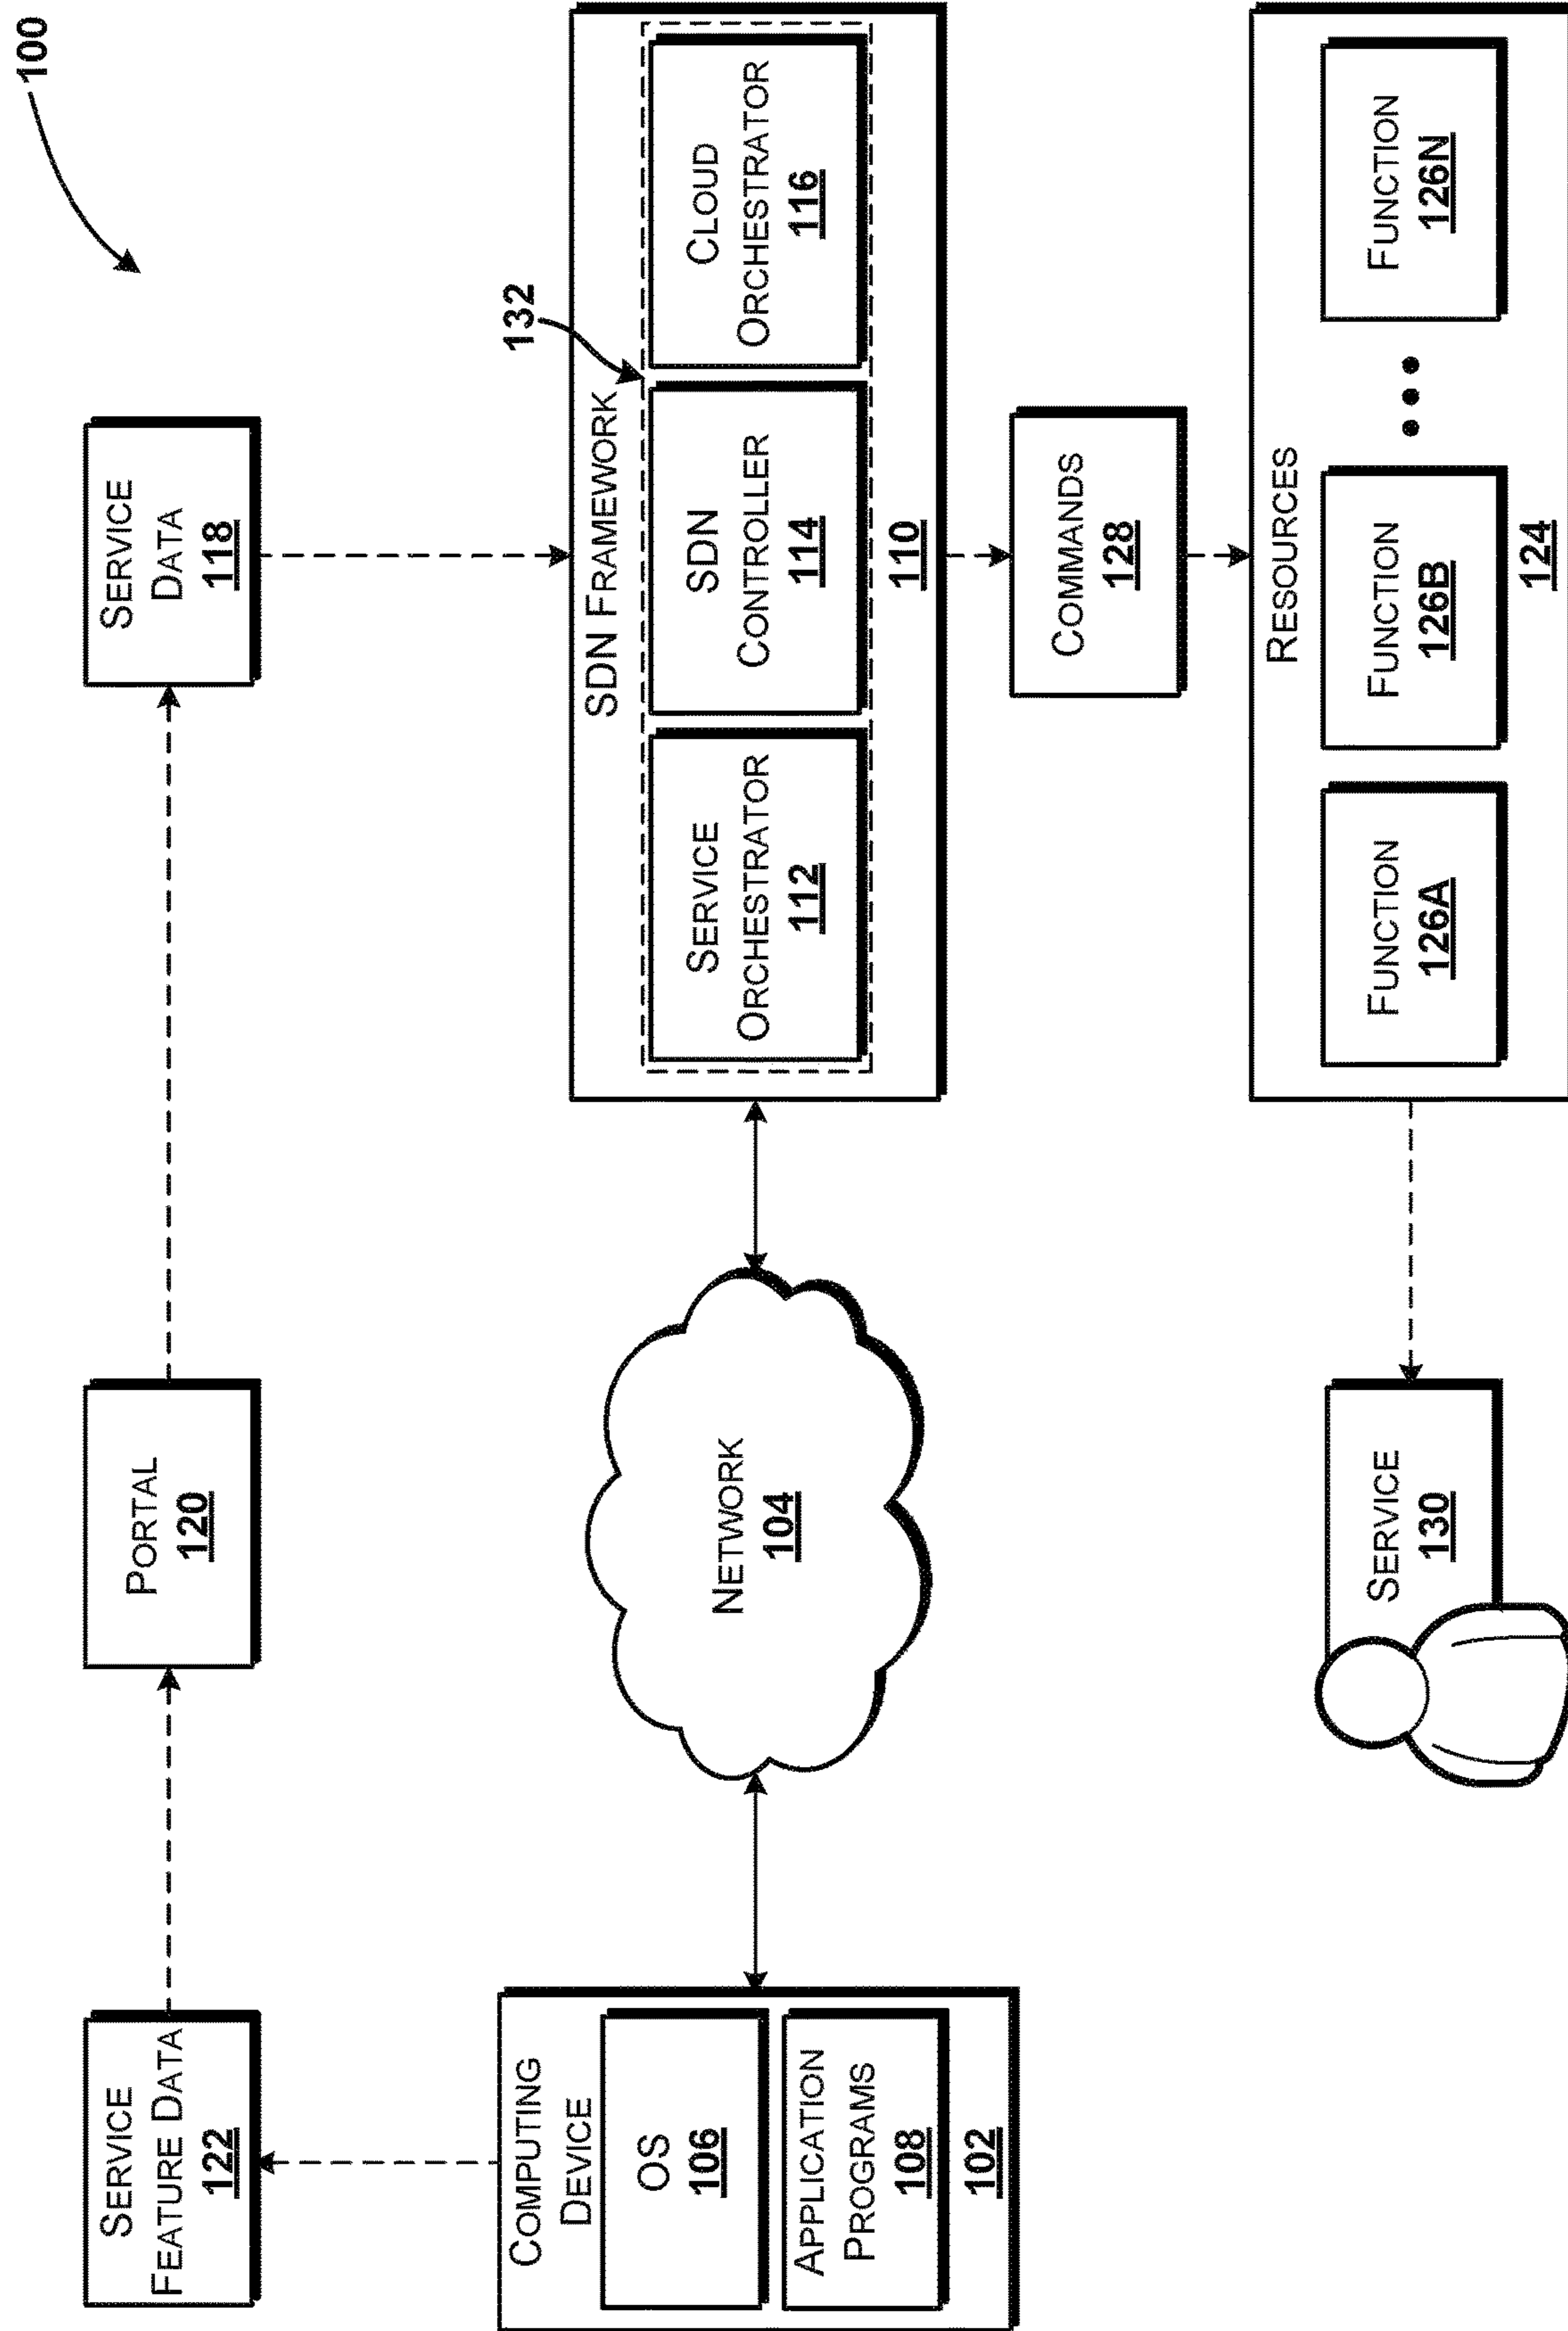 100
SERVICE
FEATURE DATA
122
PORTAL
120
SERVICE
DATA
118
COMPUTING
DEVICE
OS
106
APPLICATION
PROGRAMS
108
102
NETWORK
104
132
SDN FRAMEWORK
SERVICE
ORCHESTRATOR
112
SDN
CONTROLLER
114
CLOUD
ORCHESTRATOR
116
110
COMMANDS
128
SERVICE
130
RESOURCES
FUNCTION
126A
FUNCTION
126B
FUNCTION
126N
124